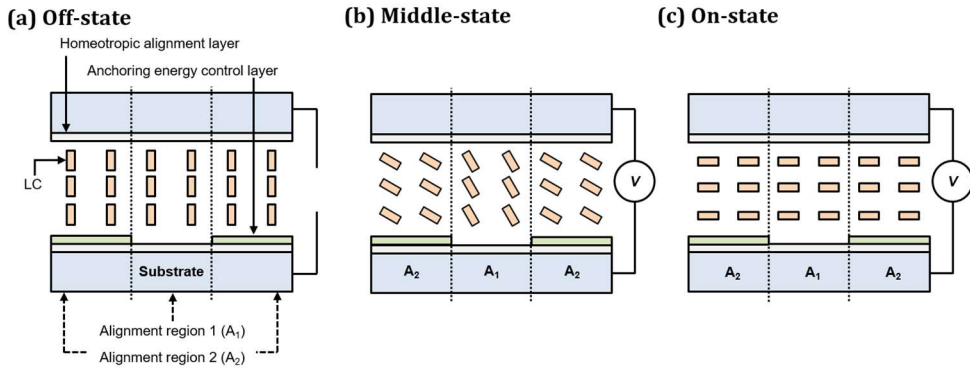 (a) Off-state
Homeotropic alignment layer
Anchoring energy control layer
LC
Substrate
Alignment region 1 (A₁)
Alignment region 2 (A₂)
(b) Middle-state
V
A₂ A₁ A₂
(c) On-state
V
A₂ A₁ A₂